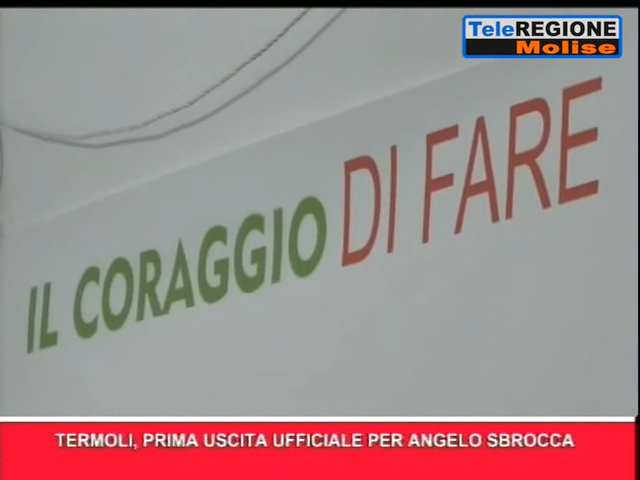 TeleREGIONE
Molise
IL CORAGGIO DI FARE
TERMOLI, PRIMA USCITA UFFICIALE PER ANGELO SBROCCA